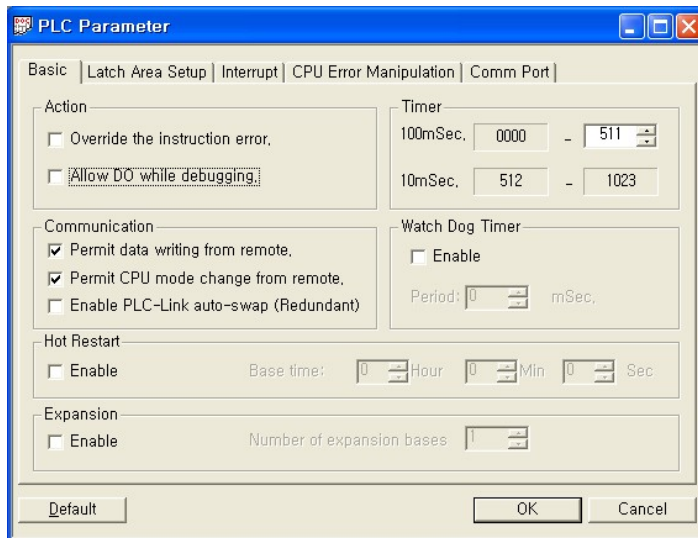 PLC Parameter
Basic Latch Area Setup Interrupt CPU Error Manipulation Comm Port
Action
Override the instruction error,
Allow DO while debugging,
Timer
100mSec, 0000 - 511
10mSec, 512 - 1023
Communication
Permit data writing from remote,
Permit CPU mode change from remote,
Enable PLC-Link auto-swap (Redundant)
Watch Dog Timer
Enable
Period: 0 mSec,
Hot Restart
Enable Base time: 0 Hour 0 Min 0 Sec
Expansion
Enable Number of expansion bases 1
Default OK Cancel